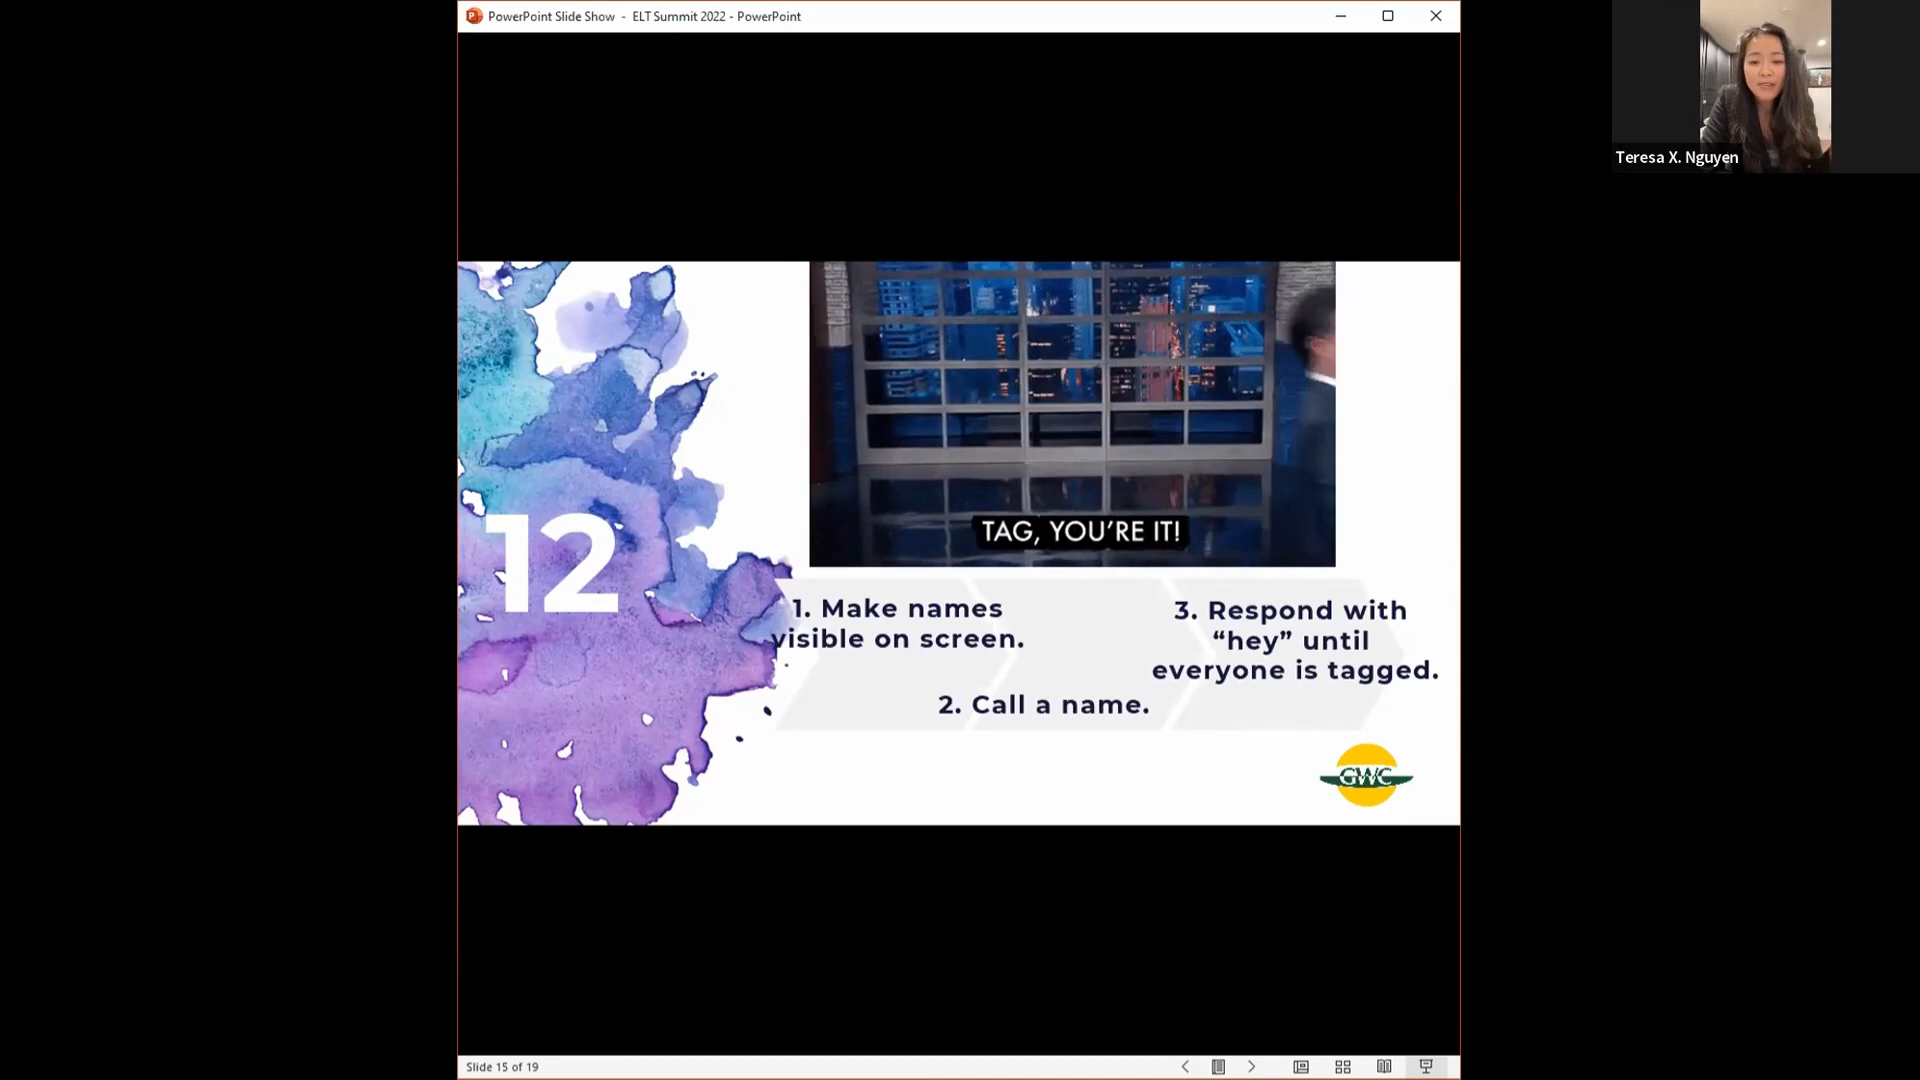 PowerPoint Slide Show - ELT Summit 2022 - PowerPoint
Teresa X. Nguyen
TAG, YOU'RE IT!
12
1. Make names
visible on screen.
2. Call a name.
3. Respond with
“hey” until
everyone is tagged.
GWC
Slide 15 of 19